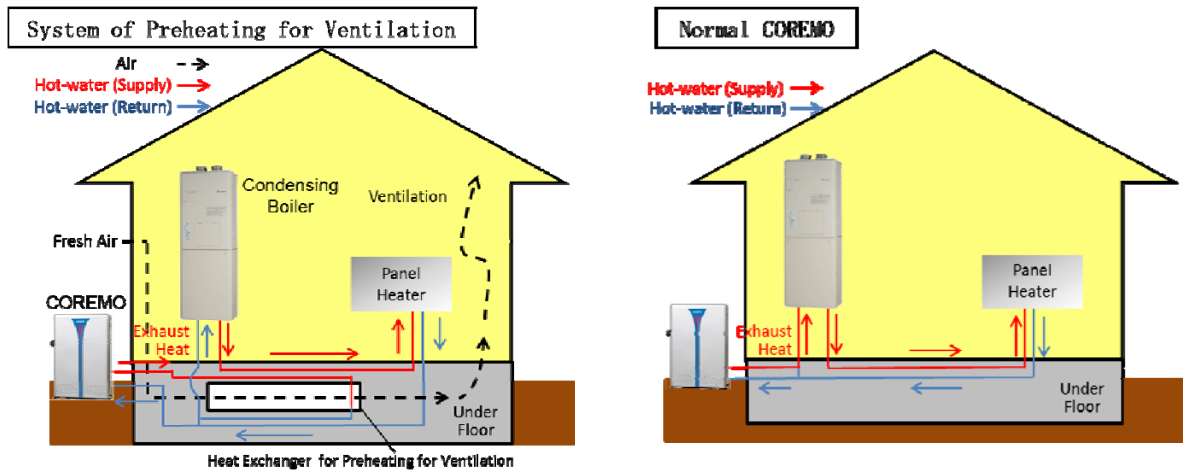 System of Preheating for Ventilation
Air
Hot-water (Supply)
Hot-water (Return)
Condensing
Boiler
Ventilation
Fresh Air
Panel
Heater
COREMO
Exhaust
Heat
Under
Floor
Heat Exchanger for Preheating for Ventilation
Normal COREMO
Hot-water (Supply)
Hot-water (Return)
Panel
Heater
Exhaust
Heat
Under
Floor